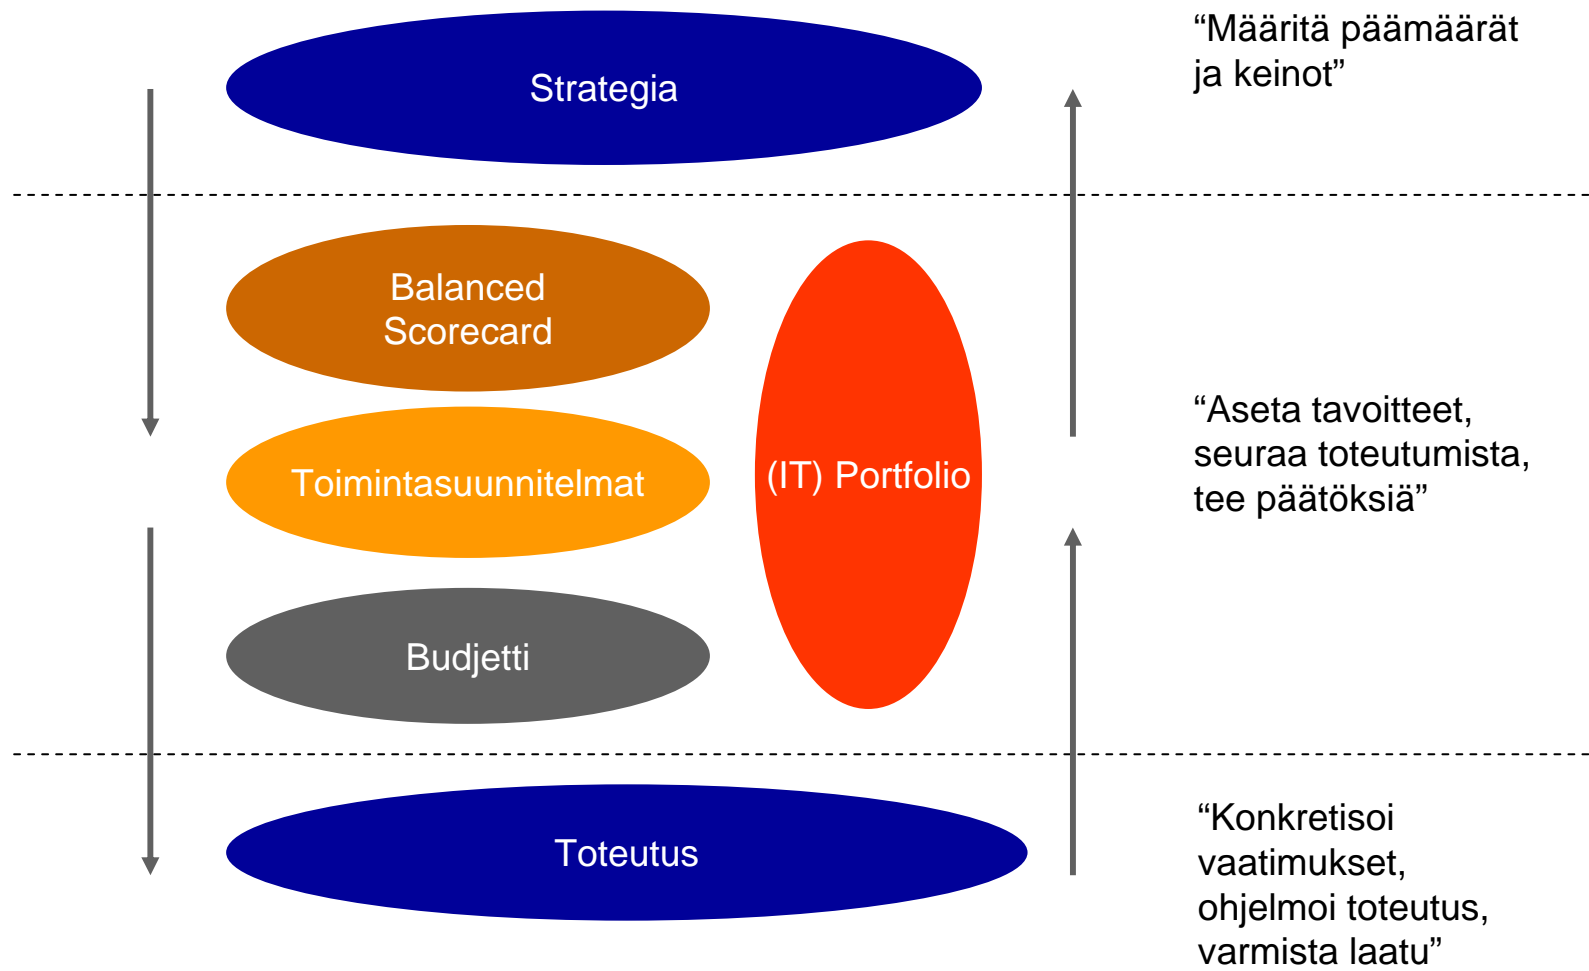 “Määritä päämäärät
ja keinot”
Strategia
Balanced
Scorecard
Toimintasuunnitelmat
Budjetti
(IT) Portfolio
“Aseta tavoitteet,
seuraa toteutumista,
tee päätöksiä”
Toteutus
“Konkretisoi
vaatimukset,
ohjelmoi toteutus,
varmista laatu”